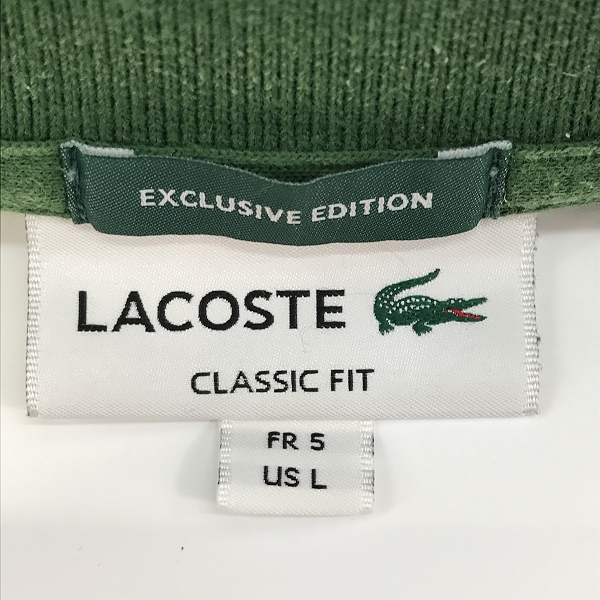 EXCLUSIVE EDITION
LACOSTE
CLASSIC FIT
FR 5
US L